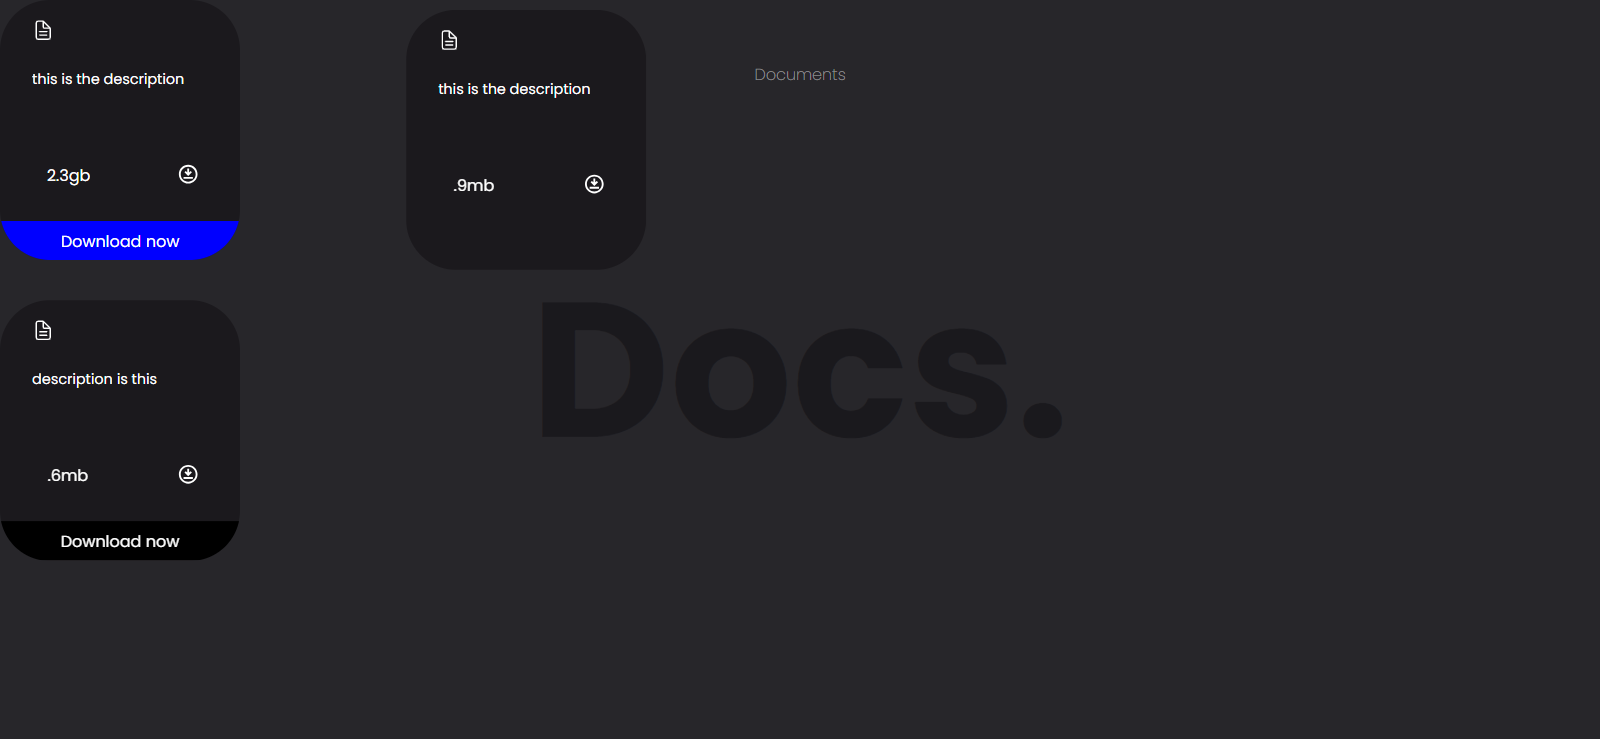 this is the description
2.3gb
Download now
this is the description
.9mb
Documents
Docs.
description is this
.6mb
Download now